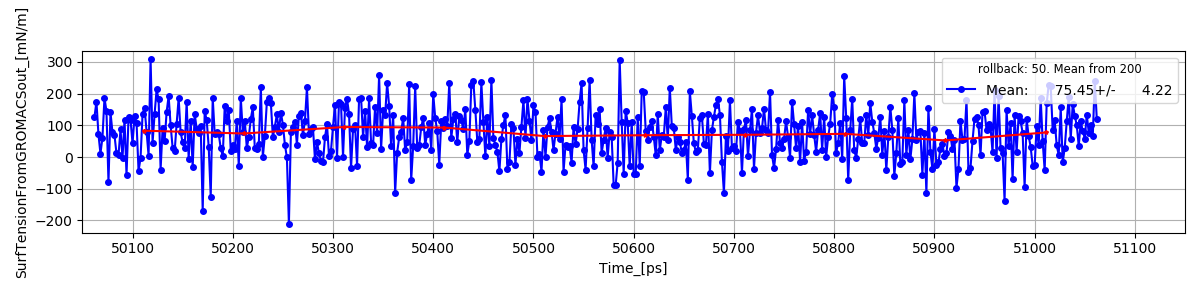 SurfTensionFromGROMACSout_[mN/m]
300
200
100
0
−100
−200
rollback: 50. Mean from 200
Mean: 75.45+/- 4.22
50100 50200 50300 50400 50500 50600 50700 50800 50900 51000 51100
Time_[ps]